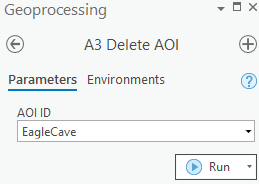 Geoprocessing
A3 Delete AOI
Parameters Environments
AOI ID
EagleCave
Run